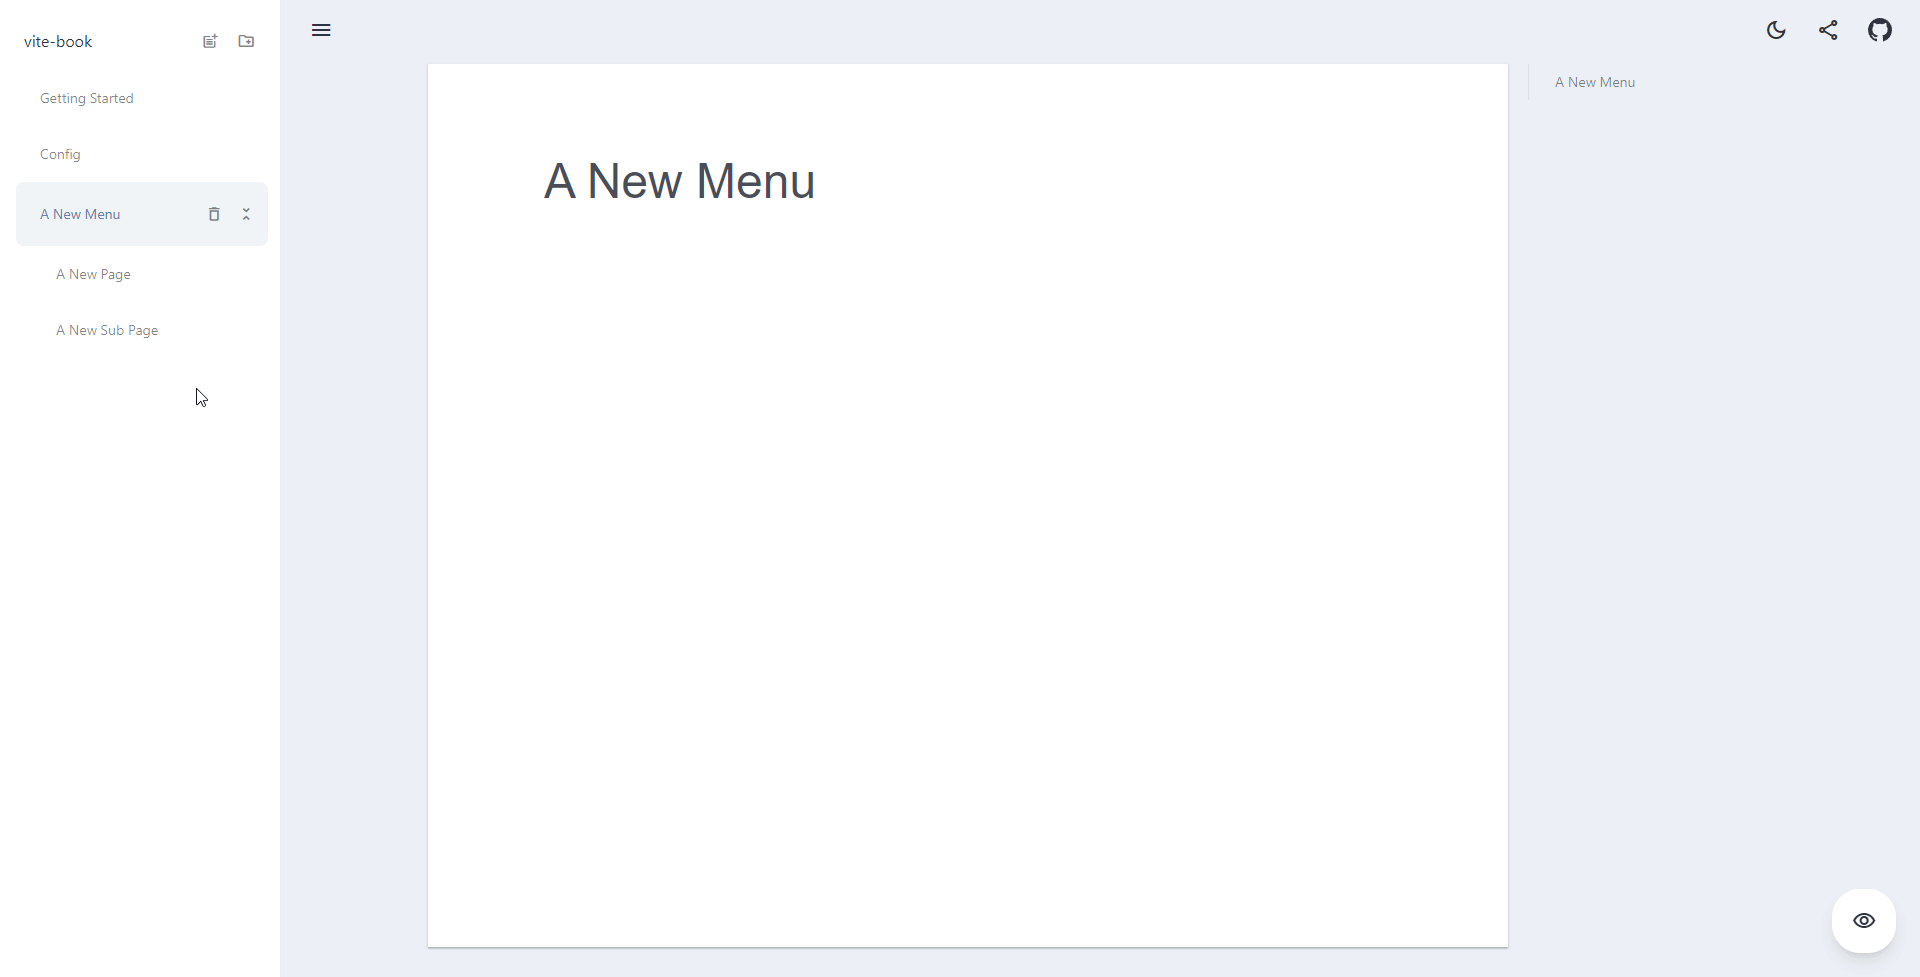 vite-book
Getting Started
Config
A New Menu
A New Page
A New Sub Page
A New Menu
A New Menu